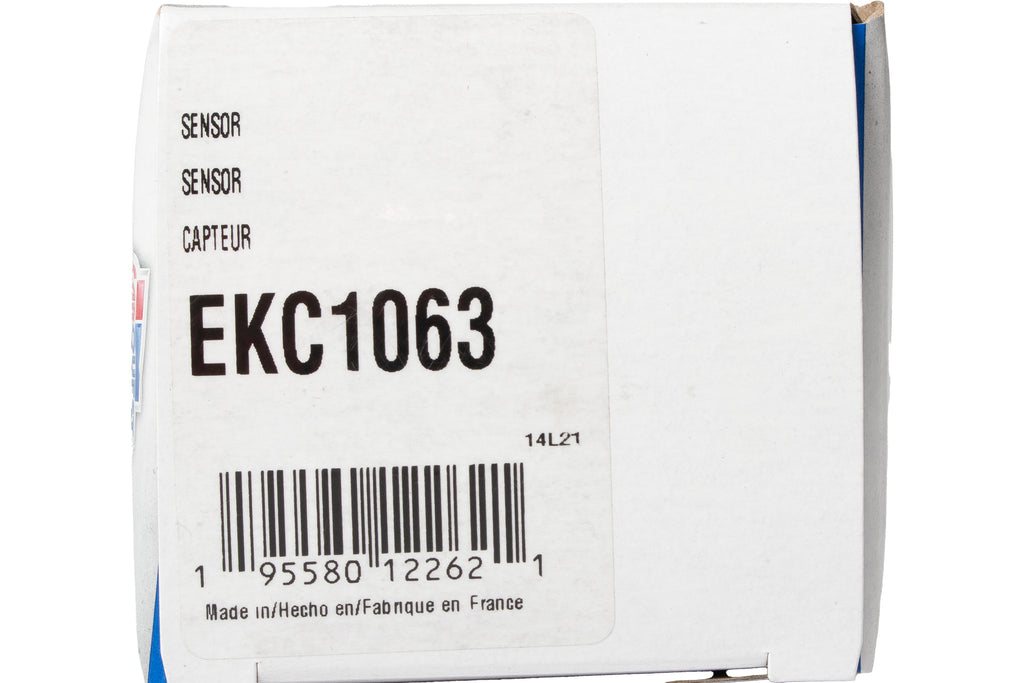 SENSOR
SENSOR
CAPTEUR
EKC1063
14L21
1 95580 12262 1
Made in/Hecho en/Fabrique en France